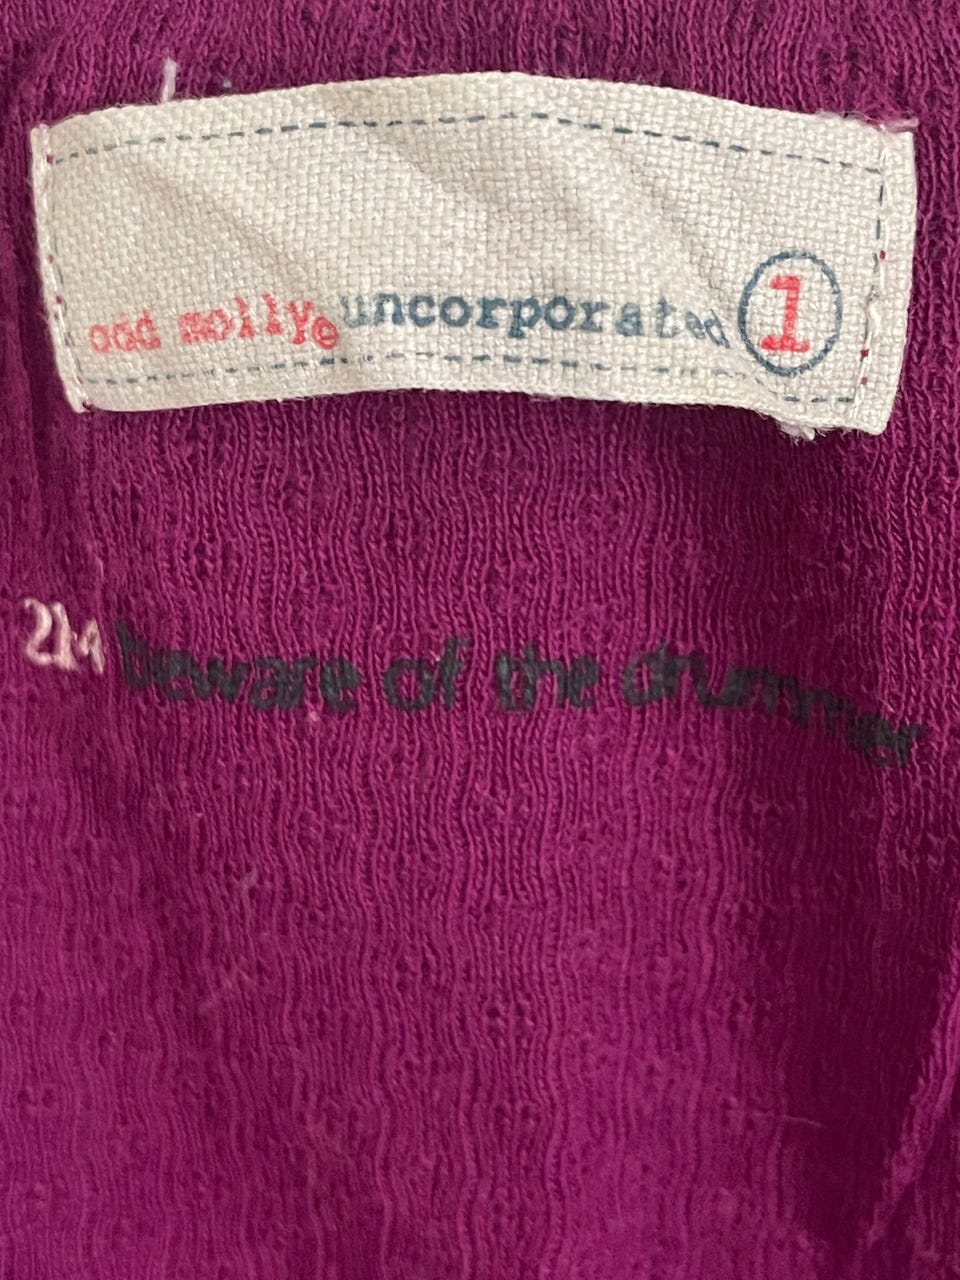 odd molly® uncorporated 1
214 beware of the drummer